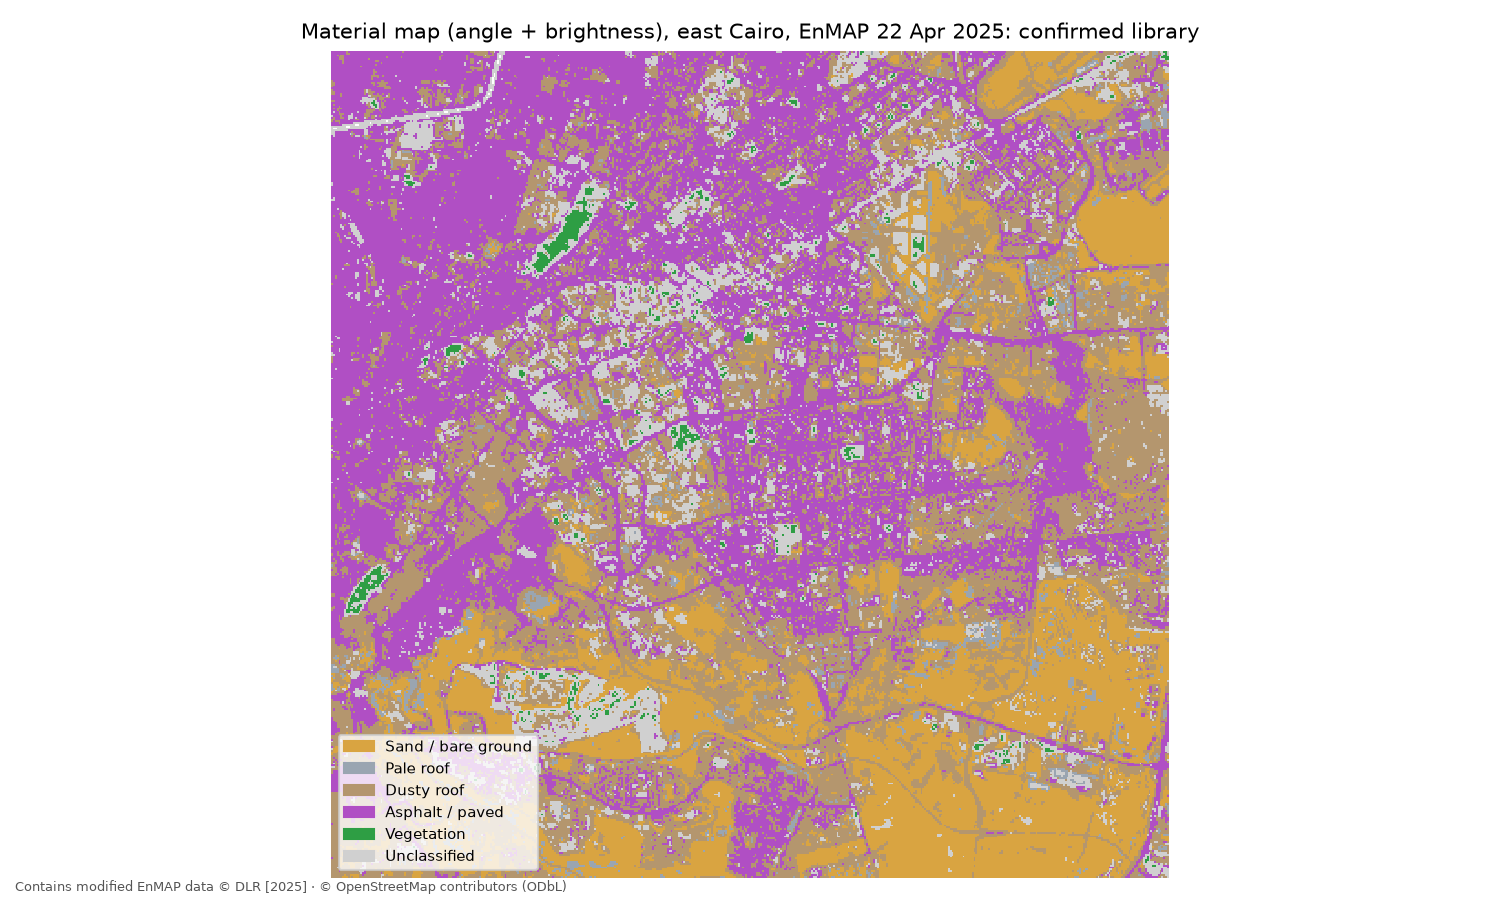 Material map (angle + brightness), east Cairo, EnMAP 22 Apr 2025: confirmed library
Sand / bare ground
Pale roof
Dusty roof
Asphalt / paved
Vegetation
Unclassified
Contains modified EnMAP data © DLR [2025] · © OpenStreetMap contributors (ODbL)